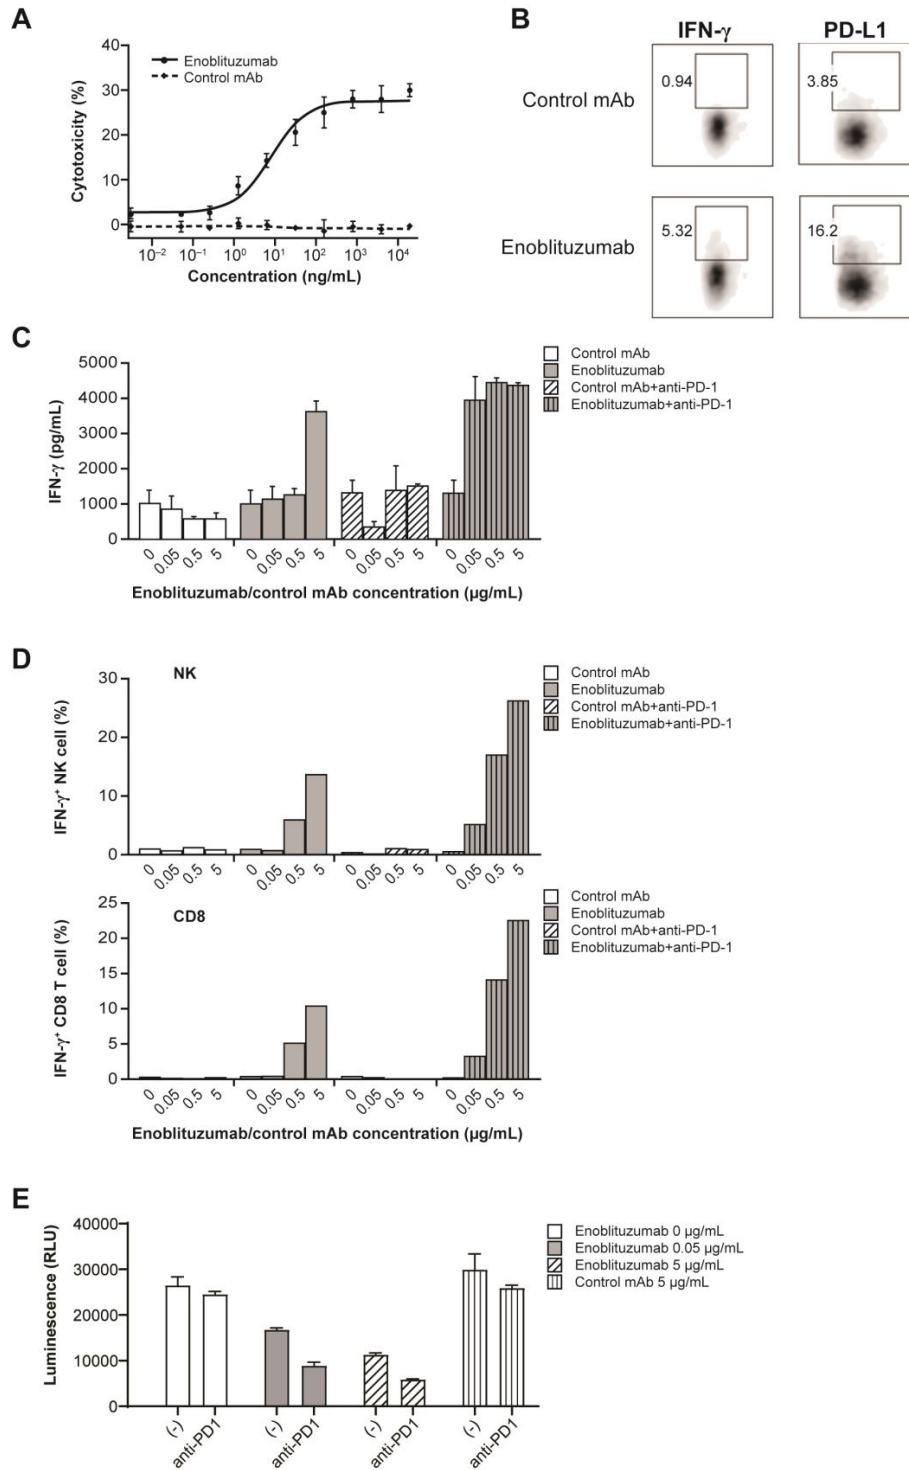 A
40
30
20
10
0
Cytotoxicity (%)
Enoblituzumab
Control mAb
10⁻² 10⁻¹ 10⁰ 10¹ 10² 10³ 10⁴
Concentration (ng/mL)
B
IFN-γ PD-L1
Control mAb
0.94
3.85
Enoblituzumab
5.32
16.2
C
5000
4000
3000
2000
1000
0
IFN-γ (pg/mL)
Control mAb
Enoblituzumab
Control mAb+anti-PD-1
Enoblituzumab+anti-PD-1
0 0.05 0.5 5 0 0.05 0.5 5 0 0.05 0.5 5 0 0.05 0.5 5
Enoblituzumab/control mAb concentration (µg/mL)
D
NK
30
20
10
0
IFN-γ⁺ NK cell (%)
Control mAb
Enoblituzumab
Control mAb+anti-PD-1
Enoblituzumab+anti-PD-1
0 0.05 0.5 5 0 0.05 0.5 5 0 0.05 0.5 5 0 0.05 0.5 5
CD8
25
20
15
10
5
0
IFN-γ⁺ CD8 T cell (%)
Control mAb
Enoblituzumab
Control mAb+anti-PD-1
Enoblituzumab+anti-PD-1
0 0.05 0.5 5 0 0.05 0.5 5 0 0.05 0.5 5 0 0.05 0.5 5
Enoblituzumab/control mAb concentration (µg/mL)
E
40000
30000
20000
10000
0
Luminescence (RLU)
Enoblituzumab 0 µg/mL
Enoblituzumab 0.05 µg/mL
Enoblituzumab 5 µg/mL
Control mAb 5 µg/mL
(-) anti-PD1 (-) anti-PD1 (-) anti-PD1 (-) anti-PD1